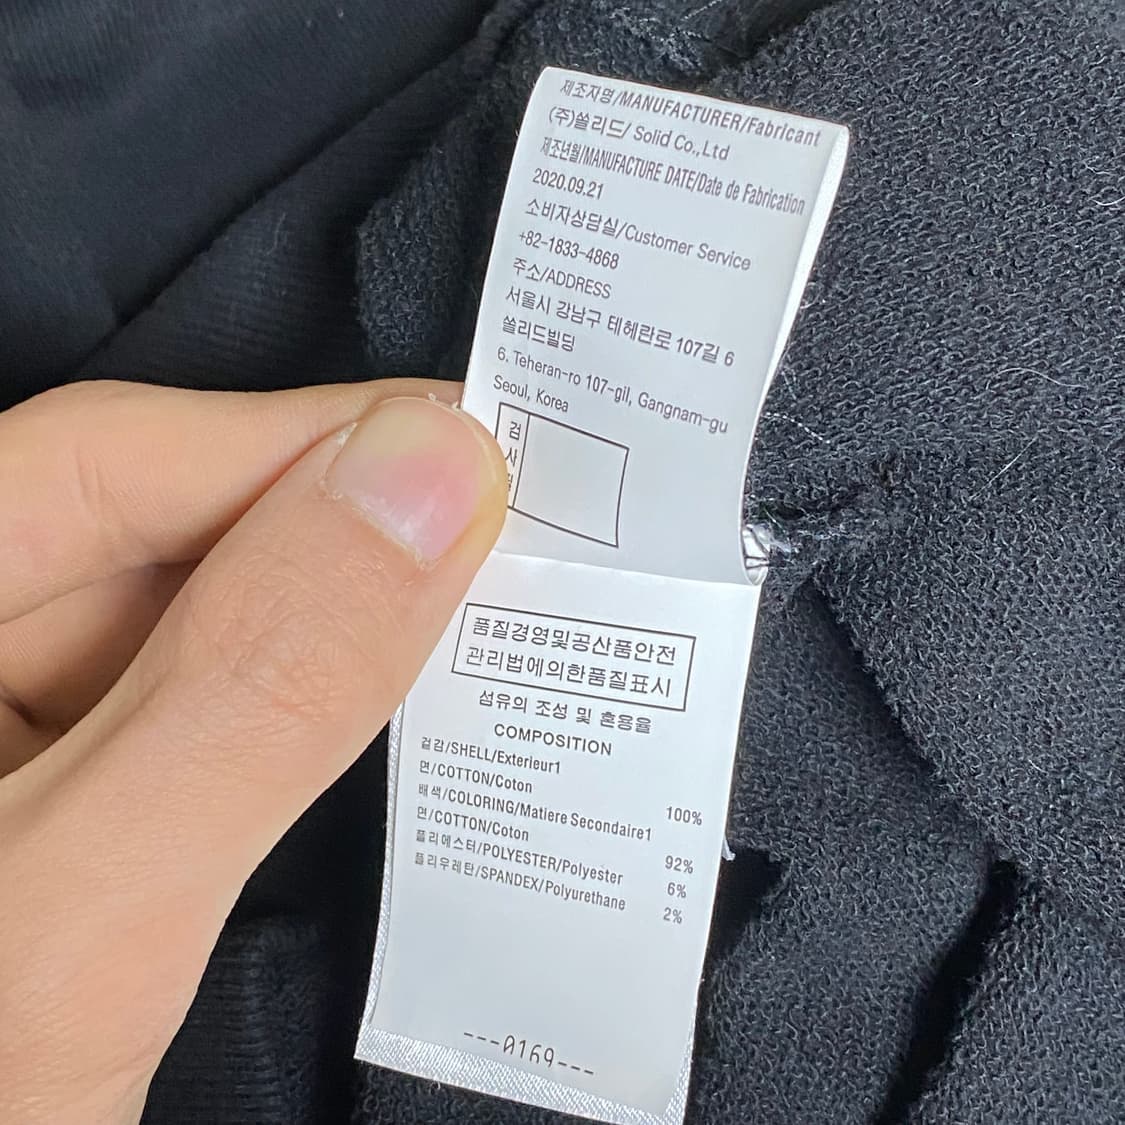 제조자명/MANUFACTURER/Fabricant
(주)쏠리드/ Solid Co.,Ltd
제조년월/MANUFACTURE DATE/Date de Fabrication
2020.09.21
소비자상담실/Customer Service
+82-1833-4868
주소/ADDRESS
서울시 강남구 테헤란로 107길 6
쏠리드빌딩
6, Teheran-ro 107-gil, Gangnam-gu
Seoul, Korea
검
사
품질경영및공산품안전
관리법에의한품질표시
섬유의 조성 및 혼용율
COMPOSITION
겉감/SHELL/Exterieur1
면/COTTON/Coton 100%
배색/COLORING/Matiere Secondaire1
면/COTTON/Coton 92%
폴리에스터/POLYESTER/Polyester 6%
폴리우레탄/SPANDEX/Polyurethane 2%
---0169---